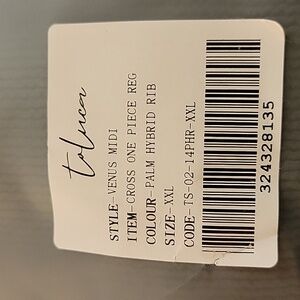 toluca
STYLE-VENUS MIDI
ITEM-CROSS ONE PIECE REG
COLOUR-PALM HYBRID RIB
SIZE-XXL
CODE-TS-02-14PHR-XXL
324328135